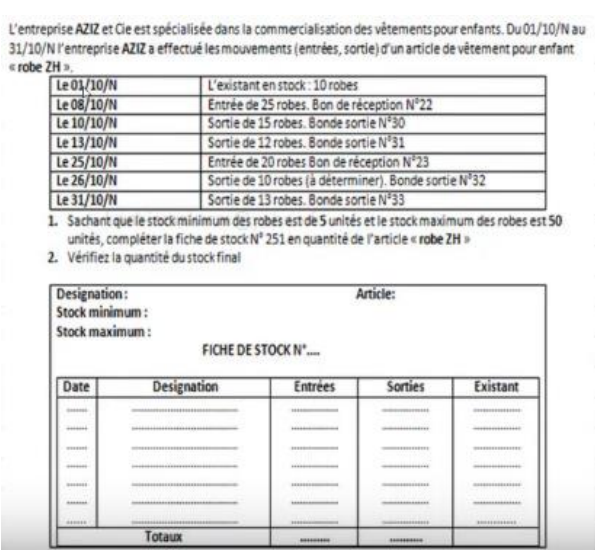 L'entreprise AZIZ et Cie est spécialisée dans la commercialisation des vêtements pour enfants. Du 01/10/N au
31/10/N l'entreprise AZIZ a effectué les mouvements (entrées, sortie) d'un article de vêtement pour enfant
« robe ZH ».
Le 01/10/N L'existant en stock : 10 robes
Le 08/10/N Entrée de 25 robes. Bon de réception N°22
Le 10/10/N Sortie de 15 robes. Bonde sortie N°30
Le 13/10/N Sortie de 12 robes. Bonde sortie N°31
Le 25/10/N Entrée de 20 robes Bon de réception N°23
Le 26/10/N Sortie de 10 robes (à déterminer). Bonde sortie N°32
Le 31/10/N Sortie de 13 robes. Bonde sortie N°33
1. Sachant que le stock minimum des robes est de 5 unités et le stock maximum des robes est 50
unités, compléter la fiche de stock N° 251 en quantité de l'article « robe ZH »
2. Vérifiez la quantité du stock final
Designation : Article:
Stock minimum :
Stock maximum :
FICHE DE STOCK N°....
Date Designation Entrées Sorties Existant
Totaux